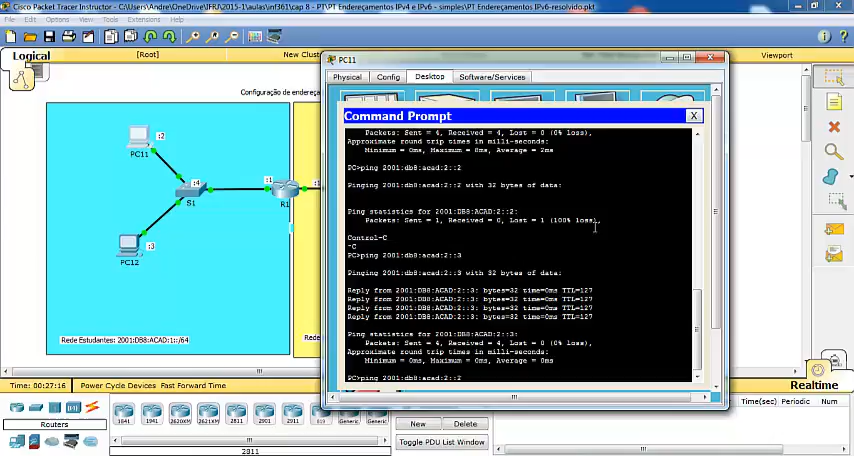 Cisco Packet Tracer Instructor - C:\Users\Andre\OneDrive\IFRJ\2015-1\aulas\inf361\cap 8 - PT\PT Endereçamentos IPv4 e IPv6 - simples\PT Endereçamentos IPv6-resolvido.pkt
File Edit Options View Tools Extensions Help
Logical
[Root]
New Cluster
Viewport
Configuração de endereça
PC11
:2
:4
S1
:1
R1
:3
PC12
Rede Estudantes: 2001:DB8:ACAD:1::/64
Rede
PC11
Physical
Config
Desktop
Software/Services
Command Prompt
X
Packets: Sent = 4, Received = 4, Lost = 0 (0% loss),
Approximate round trip times in milli-seconds:
Minimum = 0ms, Maximum = 8ms, Average = 2ms
PC>ping 2001:db8:acad:2::2
Pinging 2001:db8:acad:2::2 with 32 bytes of data:
Ping statistics for 2001:DB8:ACAD:2::2:
Packets: Sent = 1, Received = 0, Lost = 1 (100% loss),
Control-C
^C
PC>ping 2001:db8:acad:2::3
Pinging 2001:db8:acad:2::3 with 32 bytes of data:
Reply from 2001:DB8:ACAD:2::3: bytes=32 time=0ms TTL=127
Reply from 2001:DB8:ACAD:2::3: bytes=32 time=0ms TTL=127
Reply from 2001:DB8:ACAD:2::3: bytes=32 time=0ms TTL=127
Reply from 2001:DB8:ACAD:2::3: bytes=32 time=0ms TTL=127
Ping statistics for 2001:DB8:ACAD:2::3:
Packets: Sent = 4, Received = 4, Lost = 0 (0% loss),
Approximate round trip times in milli-seconds:
Minimum = 0ms, Maximum = 0ms, Average = 0ms
PC>ping 2001:db8:acad:2::2
Time: 00:27:16
Power Cycle Devices Fast Forward Time
Realtime
Routers
1841
1941
2620XM
2621XM
2811
2901
2911
819
Generic
Generic
2811
New
Delete
Toggle PDU List Window
Time(sec)
Periodic
Num